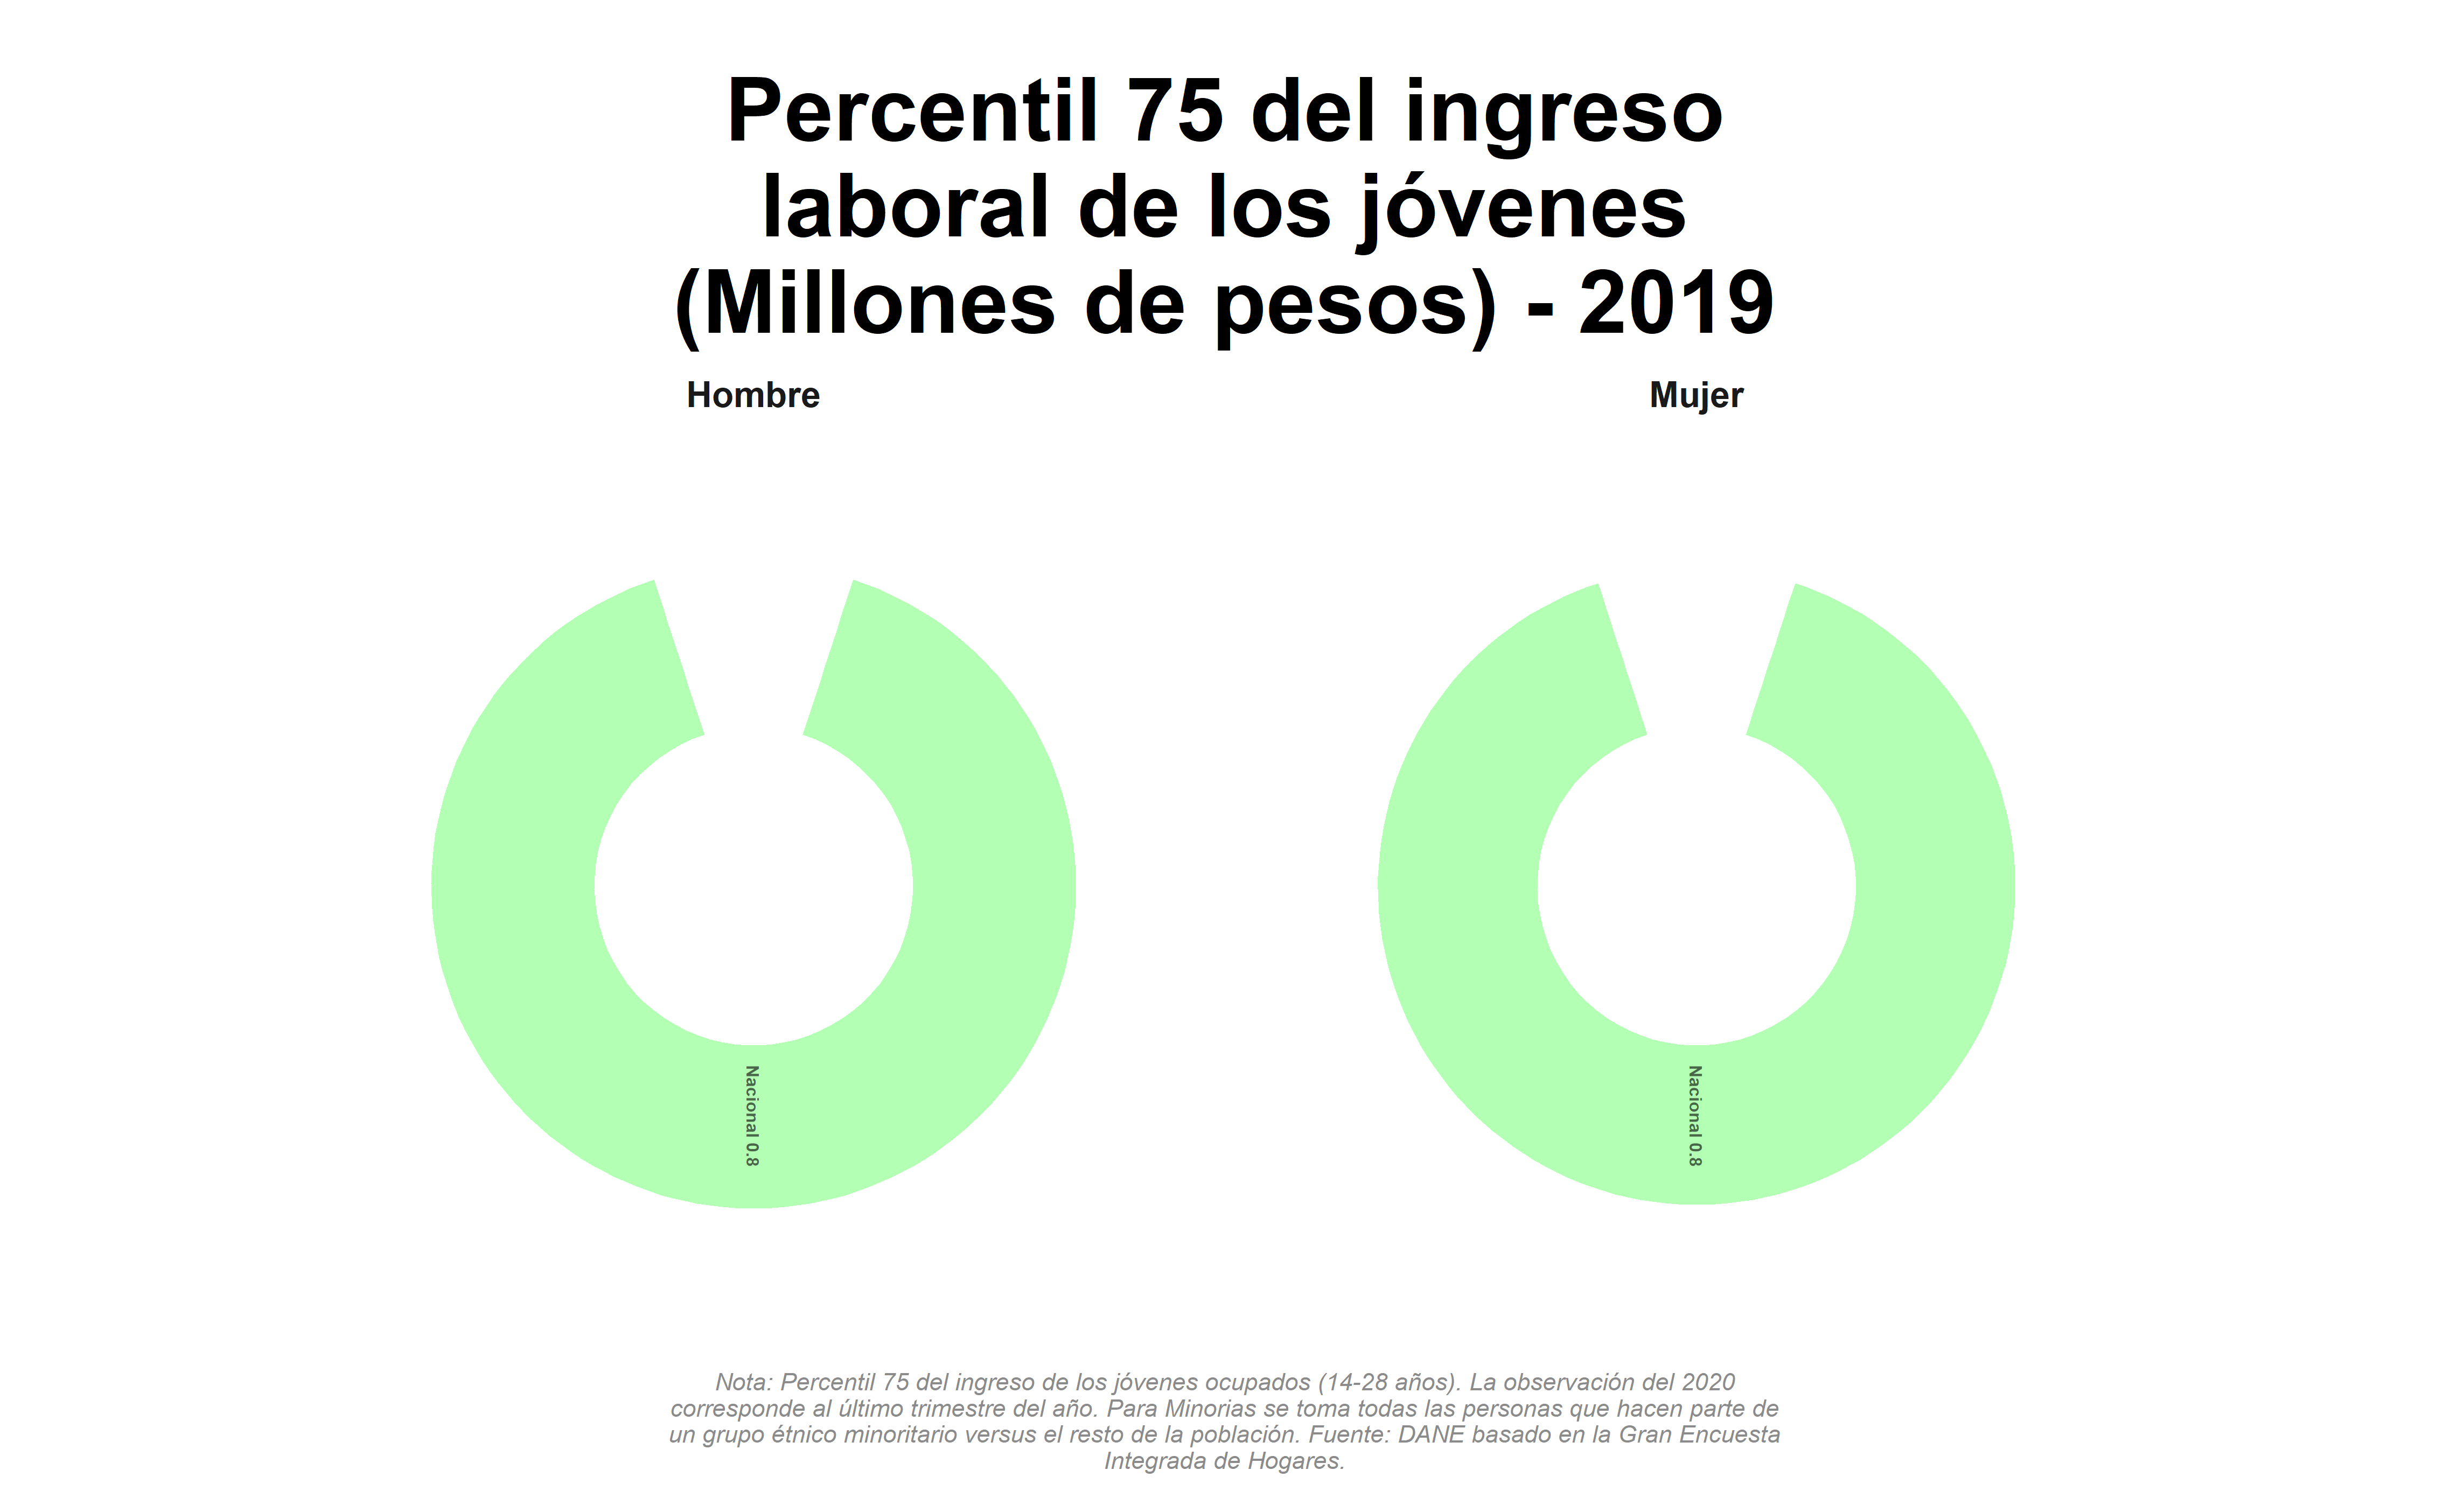 Percentil 75 del ingreso
laboral de los jóvenes
(Millones de pesos) - 2019
Hombre
Mujer
Nacional 0.8
Nacional 0.8
Nota: Percentil 75 del ingreso de los jóvenes ocupados (14-28 años). La observación del 2020
corresponde al último trimestre del año. Para Minorias se toma todas las personas que hacen parte de
un grupo étnico minoritario versus el resto de la población. Fuente: DANE basado en la Gran Encuesta
Integrada de Hogares.